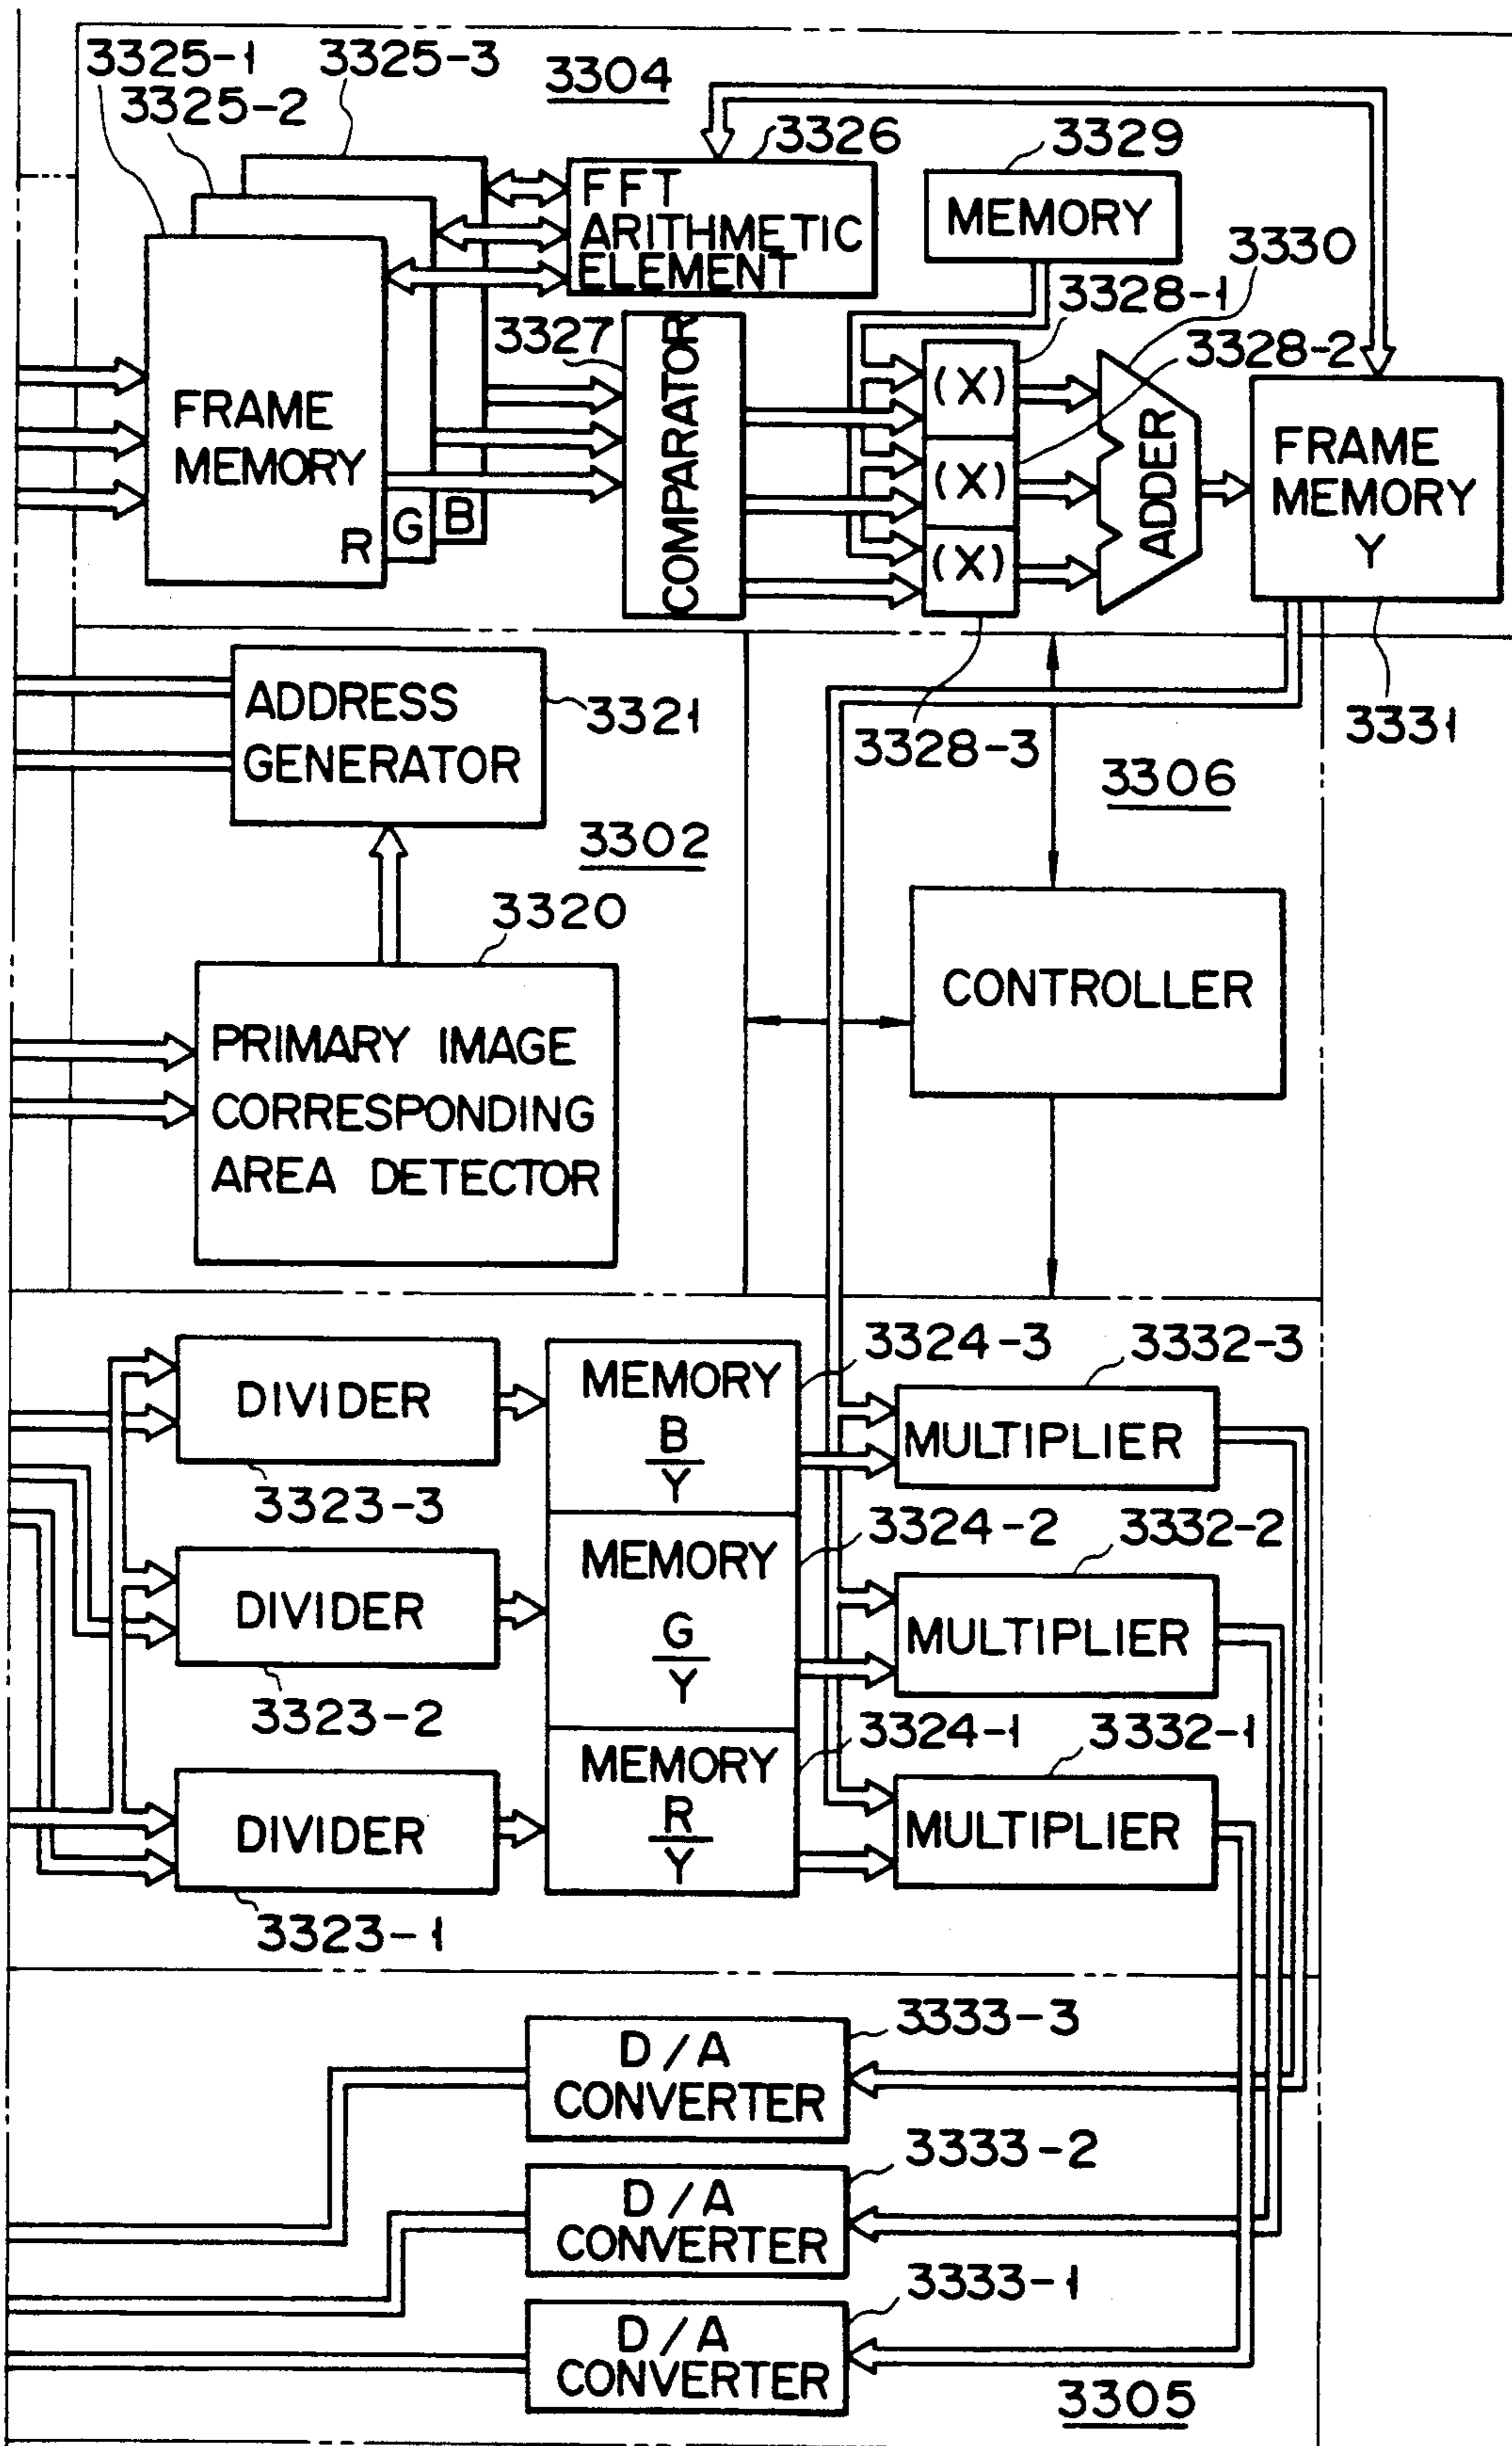 3325-1
3325-3
3304
3325-2
3326
3329
FFT
ARITHMETIC
ELEMENT
MEMORY
3330
3328-1
3327
3328-2
FRAME
MEMORY
R
G
B
COMPARATOR
(X)
(X)
(X)
ADDER
FRAME
MEMORY
Y
ADDRESS
GENERATOR
3321
3328-3
3331
3306
3302
3320
PRIMARY IMAGE
CORRESPONDING
AREA DETECTOR
CONTROLLER
3324-3
3332-3
DIVIDER
MEMORY
B
Y
MULTIPLIER
3323-3
3324-2
3332-2
DIVIDER
MEMORY
G
Y
MULTIPLIER
3323-2
3324-1
3332-1
DIVIDER
MEMORY
R
Y
MULTIPLIER
3323-1
3333-3
D/A
CONVERTER
3333-2
D/A
CONVERTER
3333-1
D/A
CONVERTER
3305